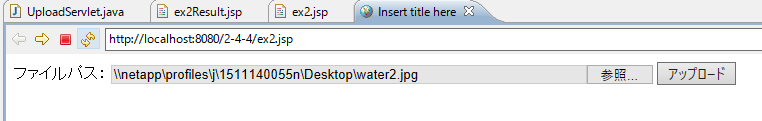 UploadServlet.java ex2Result.jsp ex2.jsp Insert title here
http://localhost:8080/2-4-4/ex2.jsp
ファイルパス： \\netapp\profiles\j\1511140055n\Desktop\water2.jpg 参照... アップロード